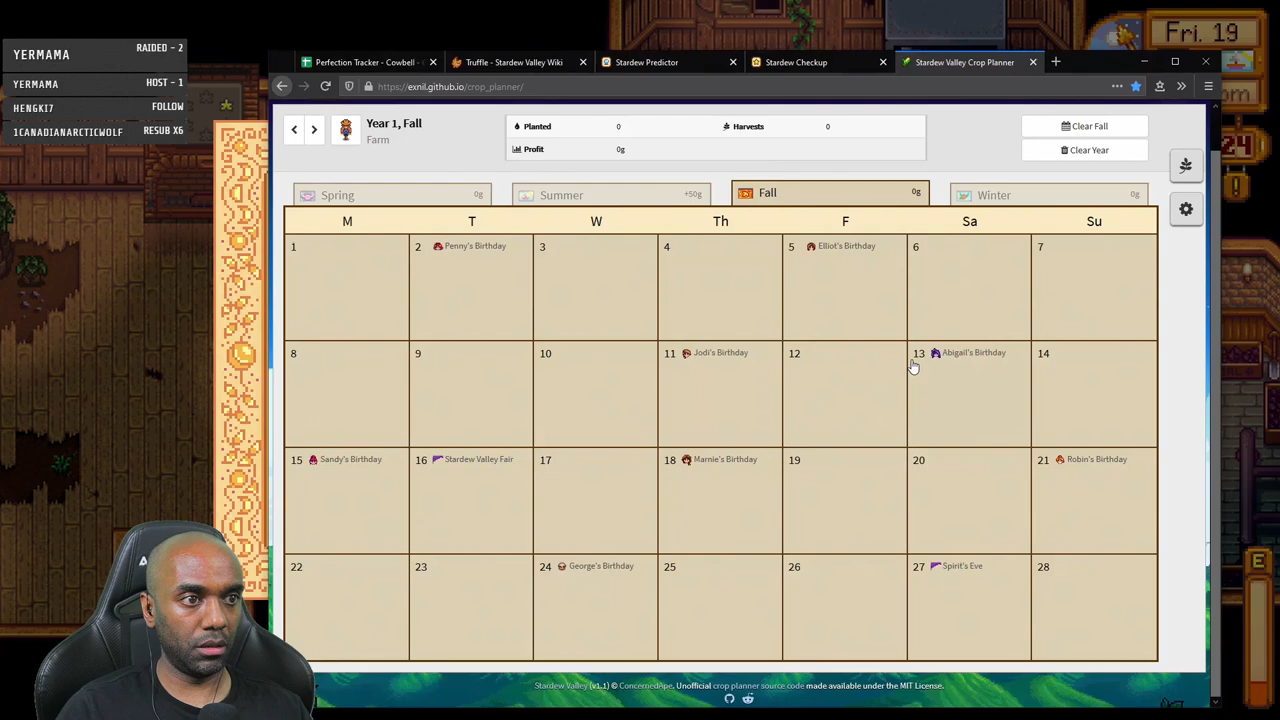 YERMAMA
RAIDED - 2
YERMAMA
HOST - 1
HENGKI7
FOLLOW
1CANADIANARCTICWOLF
RESUB X6
Fri. 19
24
E
Perfection Tracker - Cowbell -
Truffle - Stardew Valley Wiki
Stardew Predictor
Stardew Checkup
Stardew Valley Crop Planner
https://exnil.github.io/crop_planner/
Year 1, Fall
Farm
Planted 0
Harvests 0
Profit 0g
Clear Fall
Clear Year
Spring 0g
Summer +50g
Fall 0g
Winter 0g
M T W Th F Sa Su
1
2 Penny's Birthday
3
4
5 Elliot's Birthday
6
7
8
9
10
11 Jodi's Birthday
12
13 Abigail's Birthday
14
15 Sandy's Birthday
16 Stardew Valley Fair
17
18 Marnie's Birthday
19
20
21 Robin's Birthday
22
23
24 George's Birthday
25
26
27 Spirit's Eve
28
Stardew Valley (v1.1) © ConcernedApe. Unofficial crop planner source code made available under the MIT License.